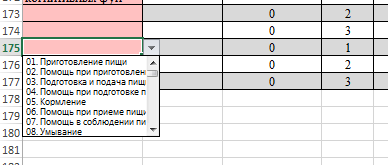 173 0 2
174 0 3
175 0 1
176 0 2
177 0 3
178
179
180
181
01. Приготовление пищи
02. Помощь при приготовлен
03. Подготовка и подача пищ
04. Помощь при подготовке п
05. Кормление
06. Помощь при приеме пищи
07. Помощь в соблюдении пи
08. Умывание